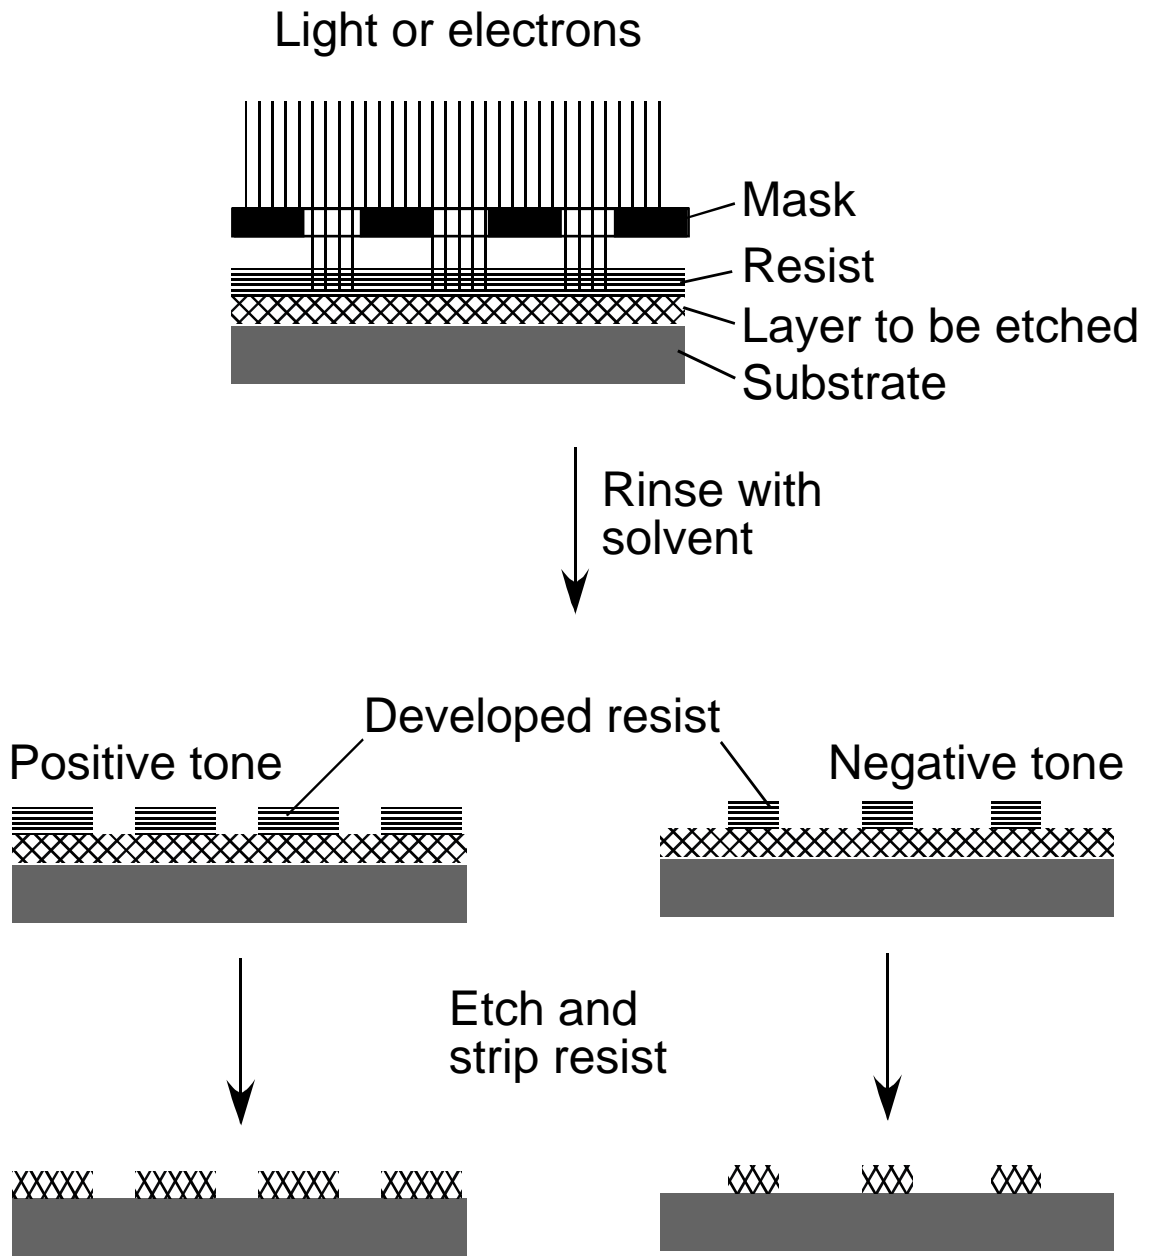 Light or electrons
Mask
Resist
Layer to be etched
Substrate
Rinse with
solvent
Developed resist
Positive tone
Negative tone
Etch and
strip resist